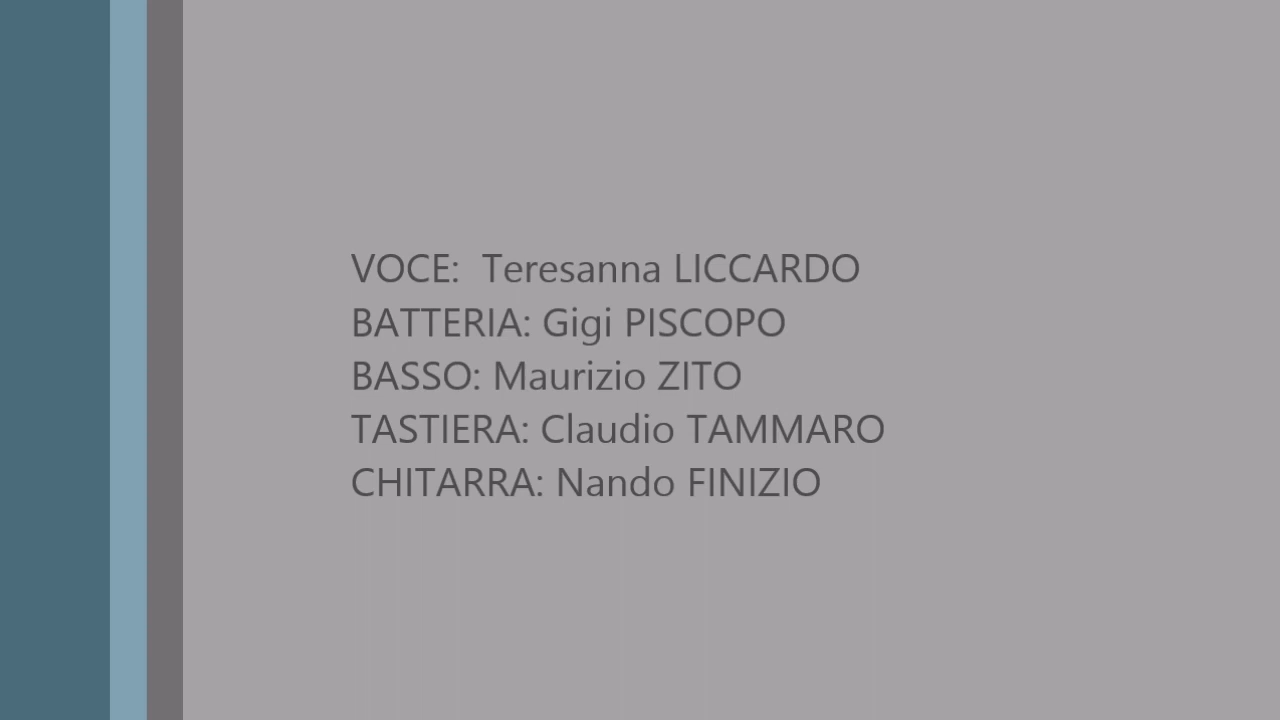 VOCE:  Teresanna LICCARDO
BATTERIA: Gigi PISCOPO
BASSO: Maurizio ZITO
TASTIERA: Claudio TAMMARO
CHITARRA: Nando FINIZIO